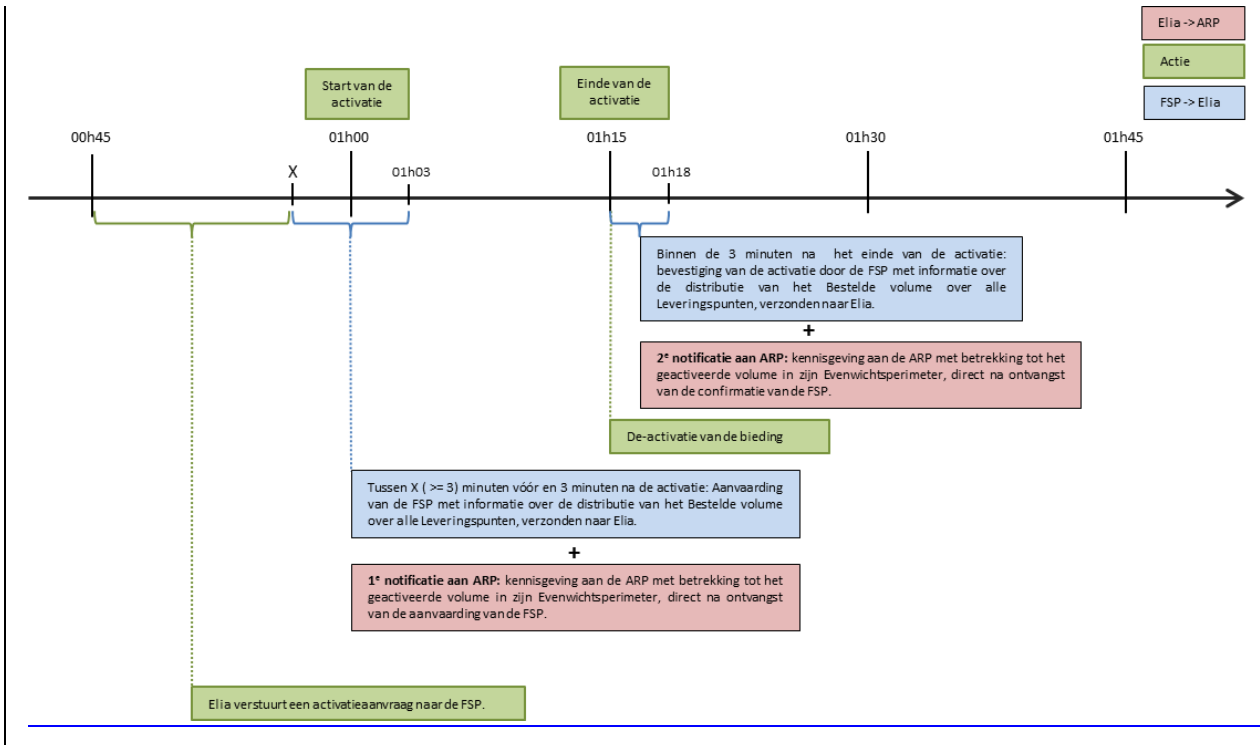 Elia -> ARP
Actie
FSP -> Elia
Start van de
activatie
Einde van de
activatie
00h45
01h00
01h15
01h30
01h45
X
01h03
01h18
Binnen de 3 minuten na het einde van de activatie:
bevestiging van de activatie door de FSP met informatie over
de distributie van het Bestelde volume over alle
Leveringspunten, verzonden naar Elia.
+
2ᵉ notificatie aan ARP: kennisgeving aan de ARP met betrekking tot het
geactiveerde volume in zijn Evenwichtsperimeter, direct na ontvangst
van de confirmatie van de FSP.
De-activatie van de bieding
Tussen X ( >= 3) minuten vóór en 3 minuten na de activatie: Aanvaarding
van de FSP met informatie over de distributie van het Bestelde volume
over alle Leveringspunten, verzonden naar Elia.
+
1ᵉ notificatie aan ARP: kennisgeving aan de ARP met betrekking tot het
geactiveerde volume in zijn Evenwichtsperimeter, direct na ontvangst
van de aanvaarding van de FSP.
Elia verstuurt een activatieaanvraag naar de FSP.